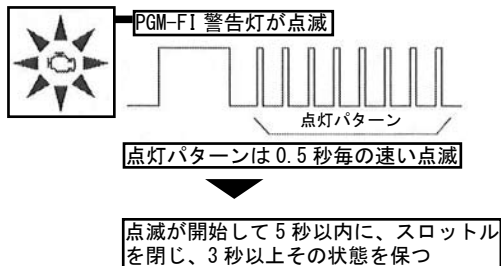 PGM-FI 警告灯が点滅
点灯パターン
点灯パターンは0.5秒毎の速い点滅
点滅が開始して5秒以内に、スロットル
を閉じ、3秒以上その状態を保つ